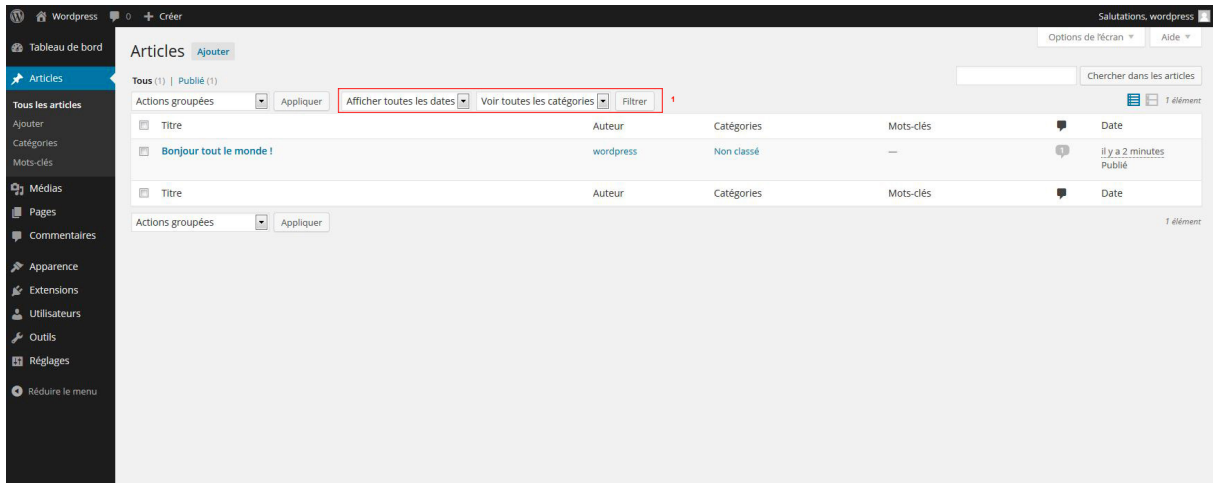 Wordpress 0 + Créer Salutations, wordpress
Options de l'écran Aide
Tableau de bord
Articles
Tous les articles
Ajouter
Catégories
Mots-clés
Médias
Pages
Commentaires
Apparence
Extensions
Utilisateurs
Outils
Réglages
Réduire le menu
Articles Ajouter
Tous (1) | Publié (1)
Chercher dans les articles
Actions groupées Appliquer Afficher toutes les dates Voir toutes les catégories Filtrer 1 1 élément
Titre Auteur Catégories Mots-clés Date
Bonjour tout le monde ! wordpress Non classé — 1 il y a 2 minutes
Publié
Titre Auteur Catégories Mots-clés Date
Actions groupées Appliquer 1 élément